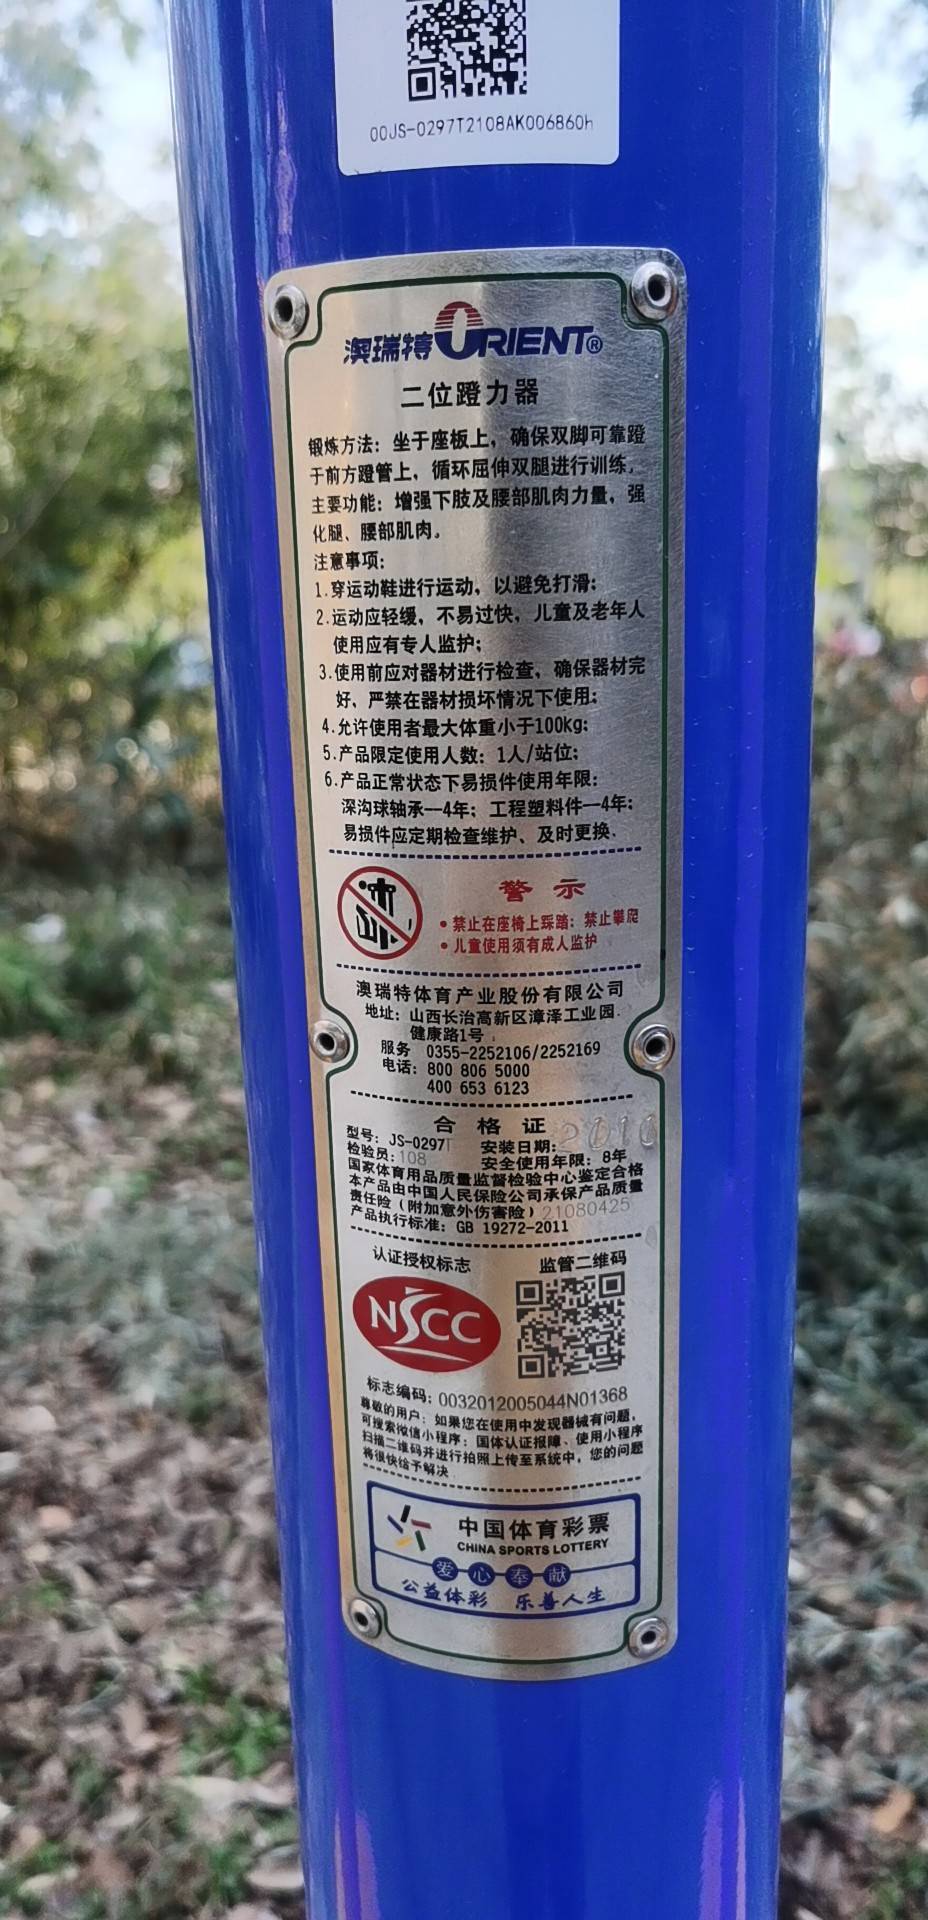 00JS-0297T2108AK006860h
澳瑞特ORIENT®
二位蹬力器
锻炼方法：坐于座板上，确保双脚可靠蹬
于前方蹬管上，循环屈伸双腿进行训练。
主要功能：增强下肢及腰部肌肉力量，强
化腿、腰部肌肉。
注意事项：
1.穿运动鞋进行运动，以避免打滑；
2.运动应轻缓，不易过快，儿童及老年人
使用应有专人监护；
3.使用前应对器材进行检查，确保器材完
好，严禁在器材损坏情况下使用；
4.允许使用者最大体重小于100kg；
5.产品限定使用人数：1人/站位；
6.产品正常状态下易损件使用年限：
深沟球轴承—4年；工程塑料件—4年；
易损件应定期检查维护、及时更换．
警示
•禁止在座椅上踩踏；禁止攀爬
•儿童使用须有成人监护
澳瑞特体育产业股份有限公司
地址：山西长治高新区漳泽工业园．
健康路1号
服务 0355-2252106/2252169
电话：800 806 5000
400 653 6123
合格证
型号：JS-0297T 安装日期：
检验员：108 安全使用年限：8年
国家体育用品质量监督检验中心鉴定合格
本产品由中国人民保险公司承保产品质量
责任险（附加意外伤害险）21080425
产品执行标准：GB 19272-2011
认证授权标志 监管二维码
NSCC
标志编码：0032012005044N01368
尊敬的用户：如果您在使用中发现器械有问题，
可搜索微信小程序：国体认证报障、使用小程序
扫描二维码并进行拍照上传至系统中，您的问题
将很快给予解决
中国体育彩票
CHINA SPORTS LOTTERY
爱心奉献
公益体彩 乐善人生